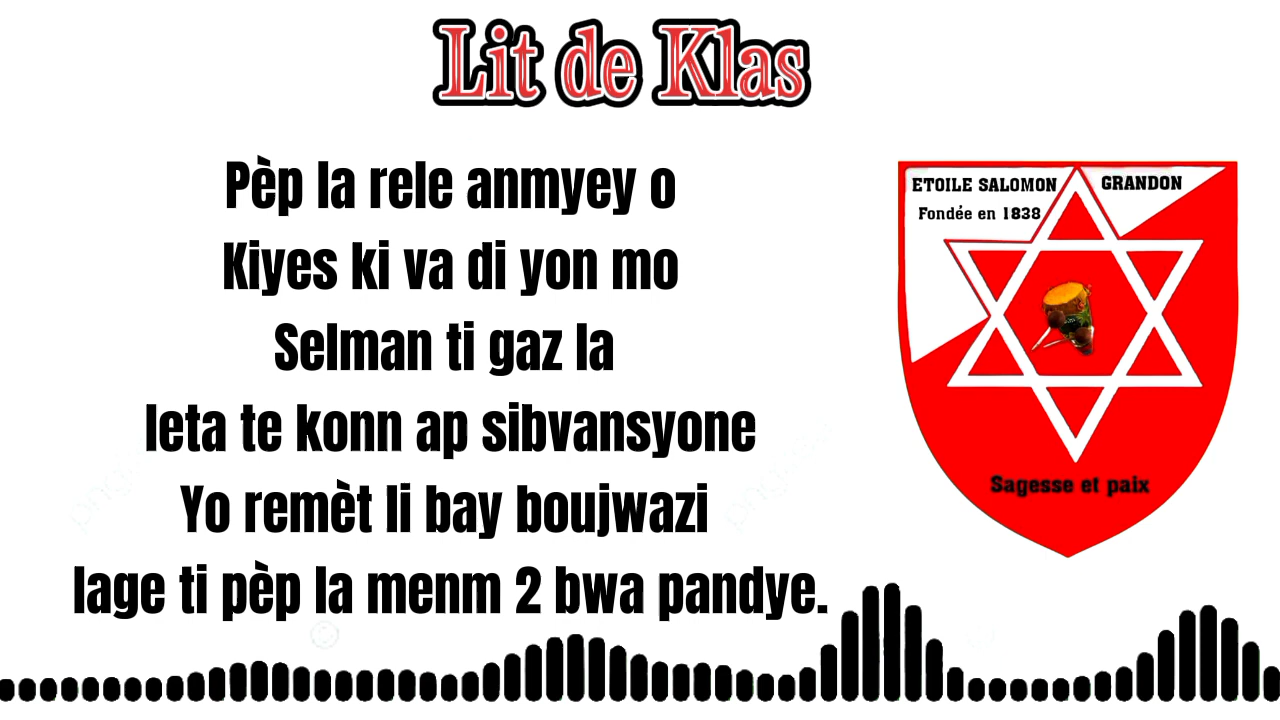 Lit de Klas
Pèp la rele anmyey o
Kiyes ki va di yon mo
Selman ti gaz la
leta te konn ap sibvansyone
Yo remèt li bay boujwazi
lage ti pèp la menm 2 bwa pandye.
ETOILE SALOMON GRANDON
Fondée en 1838
Sagesse et paix